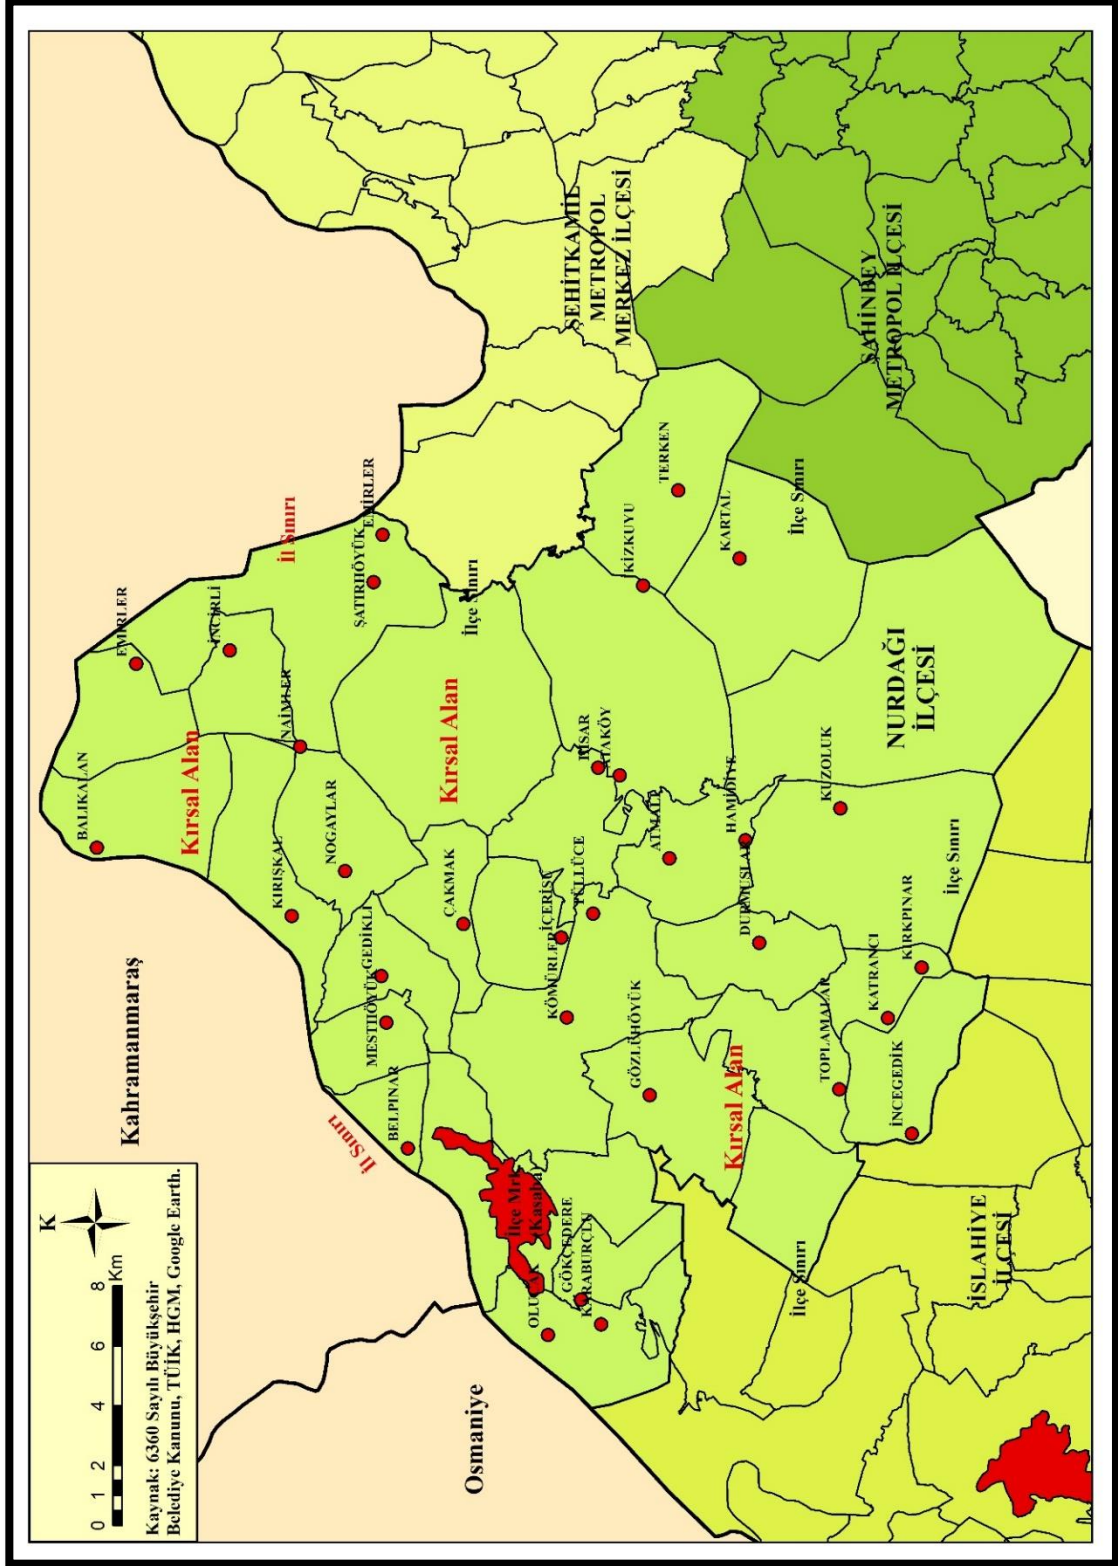 K
0 1 2 4 6 8
Km
Kaynak: 6360 Sayılı Büyükşehir
Belediye Kanunu, TÜİK, HGM, Google Earth.
Kahramanmaraş
Osmaniye
İl Sınırı
İl Sınırı
BALIKALAN
EMİRLER
Kırsal Alan
İNCİRLİ
NAİMLER
KIRIŞKAL
NOGAYLAR
ŞATIRHÖYÜK
EMİRLER
GEDİKLİ
MESTHÖYÜK
BELPINAR
ÇAKMAK
Kırsal Alan
İlçe Sınırı
ŞEHİTKAMİL
METROPOL
MERKEZ İLÇESİ
İlçe Mrk.
(Kasaba)
GÖKÇEDERE
KARABURÇLU
KÖMÜRLER
İÇERİSU
TÜLLÜCE
HİSAR
ATAKÖY
KIZKUYU
TERKEN
KARTAL
ATMALI
GÖZLÜHÖYÜK
Kırsal Alan
HAMİDİYE
DURMUŞLAR
İlçe Sınırı
İlçe Sınırı
TOPLAMALAR
KUZOLUK
KATRANCI
KIRKPINAR
İNCEGEDİK
İlçe Sınırı
NURDAĞI
İLÇESİ
ŞAHİNBEY
METROPOL İLÇESİ
İSLAHİYE
İLÇESİ